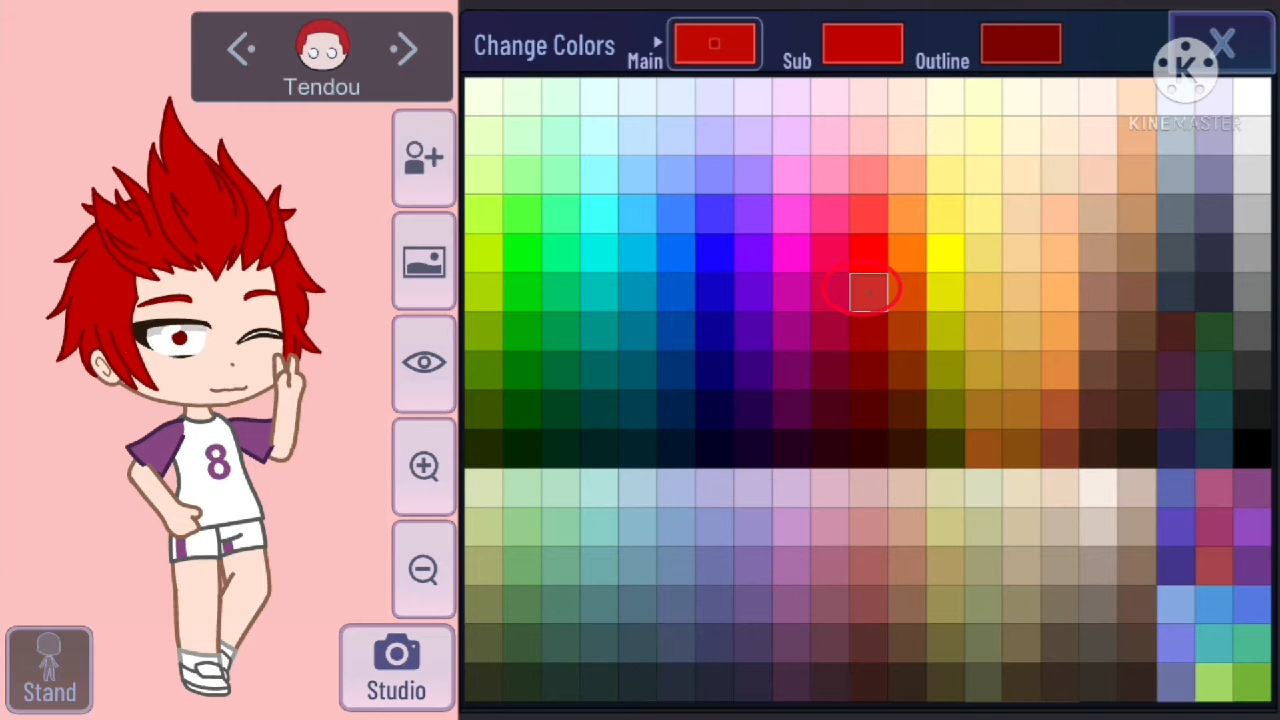 Tendou
Change Colors
Main
Sub
Outline
X
K
KINEMASTER
8
Stand
Studio